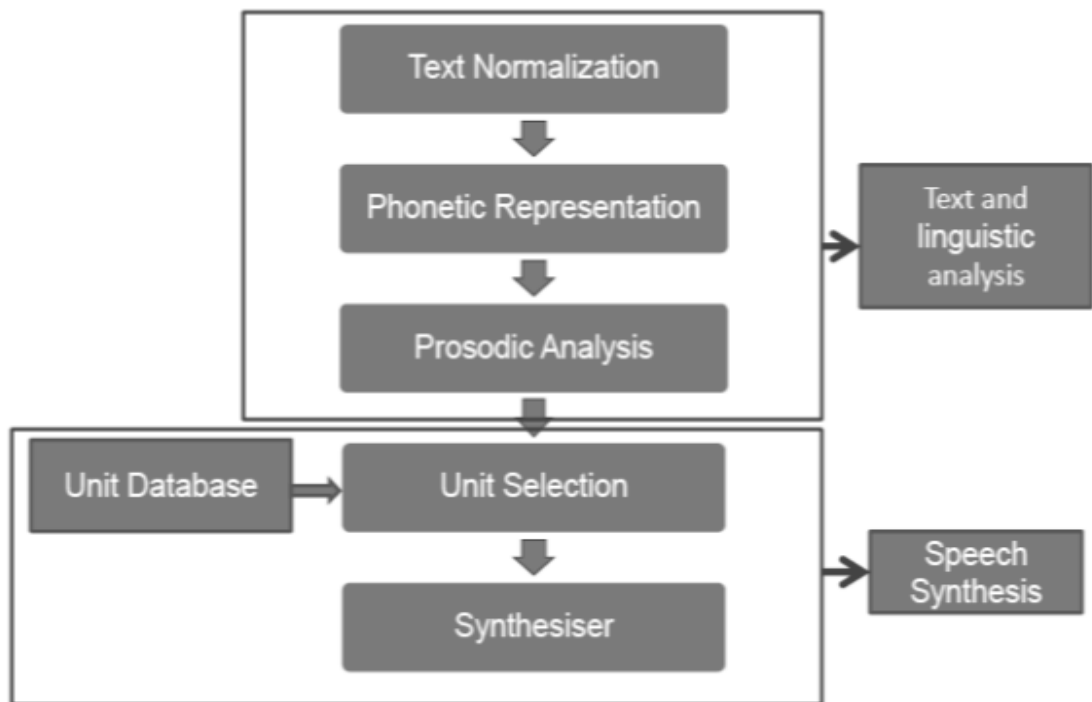 Text Normalization
Phonetic Representation
Prosodic Analysis
Text and
linguistic
analysis
Unit Database
Unit Selection
Synthesiser
Speech
Synthesis